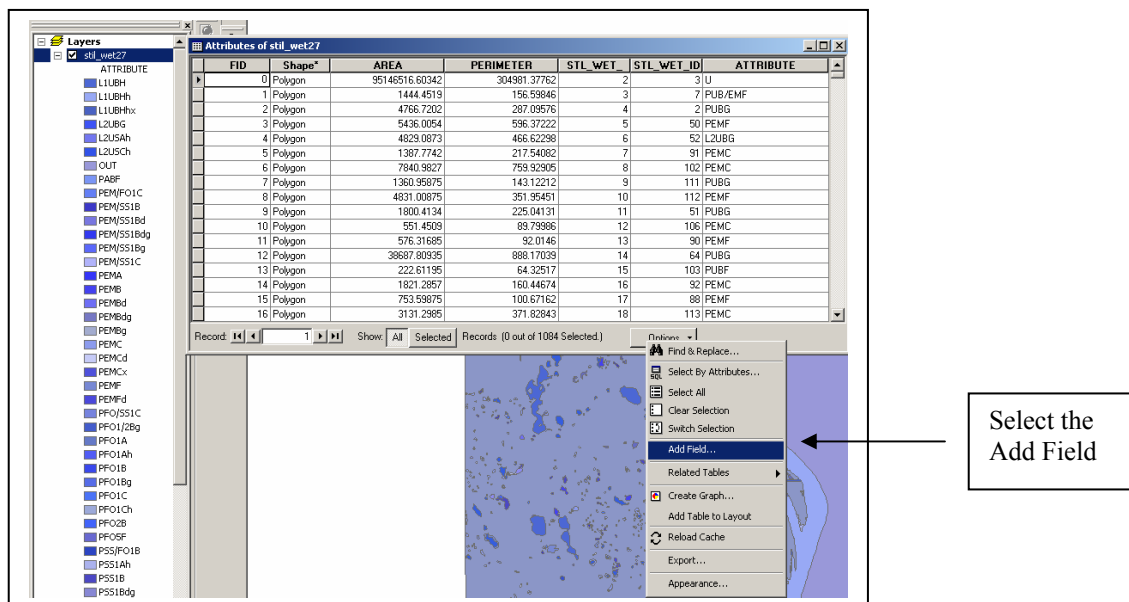 Layers
stil_wet27
ATTRIBUTE
L1UBH
L1UBHh
L1UBHhx
L2UBG
L2USAh
L2USCh
OUT
PABF
PEM/FO1C
PEM/SS1B
PEM/SS1Bd
PEM/SS1Bdg
PEM/SS1Bg
PEM/SS1C
PEMA
PEMB
PEMBd
PEMBdg
PEMBg
PEMC
PEMCd
PEMCx
PEMF
PEMFd
PFO/SS1C
PFO1/2Bg
PFO1A
PFO1Ah
PFO1B
PFO1Bg
PFO1C
PFO1Ch
PFO2B
PFO5F
PSS/FO1B
PSS1Ah
PSS1B
PSS1Bdg
Attributes of stil_wet27
FID Shape* AREA PERIMETER STL_WET_ STL_WET_ID ATTRIBUTE
0 Polygon 95146516.60342 304981.37762 2 3 U
1 Polygon 1444.4519 156.59846 3 7 PUB/EMF
2 Polygon 4766.7202 287.09576 4 2 PUBG
3 Polygon 5436.0054 596.37222 5 50 PEMF
4 Polygon 4829.0873 466.62298 6 52 L2UBG
5 Polygon 1387.7742 217.54082 7 91 PEMC
6 Polygon 7840.9827 759.92905 8 102 PEMC
7 Polygon 1360.95875 143.12212 9 111 PUBG
8 Polygon 4831.00875 351.95451 10 112 PEMF
9 Polygon 1800.4134 225.04131 11 51 PUBG
10 Polygon 551.4509 89.79986 12 106 PEMC
11 Polygon 576.31685 92.0146 13 90 PEMF
12 Polygon 38687.80935 888.17039 14 64 PUBG
13 Polygon 222.61195 64.32517 15 103 PUBF
14 Polygon 1821.2857 160.44674 16 92 PEMC
15 Polygon 753.59875 100.67162 17 88 PEMF
16 Polygon 3131.2985 371.82843 18 113 PEMC
Record: 1 Show: All Selected Records (0 out of 1084 Selected.) Options
Find & Replace...
SQL Select By Attributes...
Select All
Clear Selection
Switch Selection
Add Field...
Related Tables
Create Graph...
Add Table to Layout
Reload Cache
Export...
Appearance...
Select the
Add Field